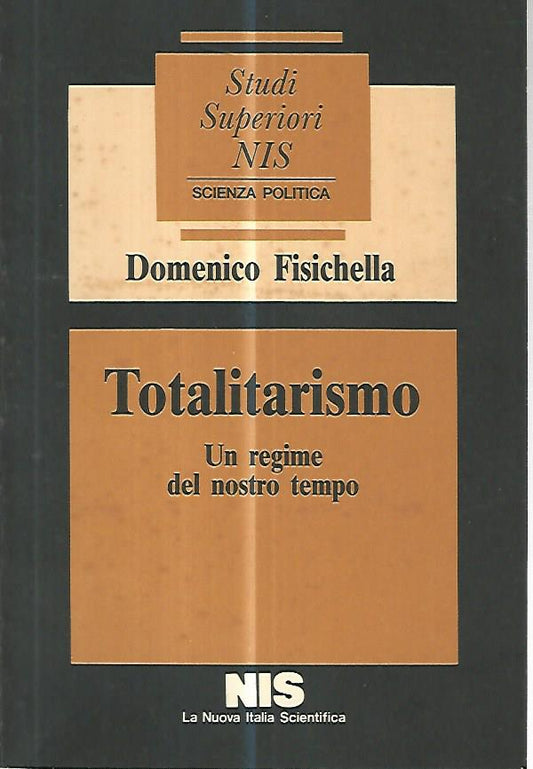 Studi
Superiori
NIS
SCIENZA POLITICA
Domenico Fisichella
Totalitarismo
Un regime
del nostro tempo
NIS
La Nuova Italia Scientifica